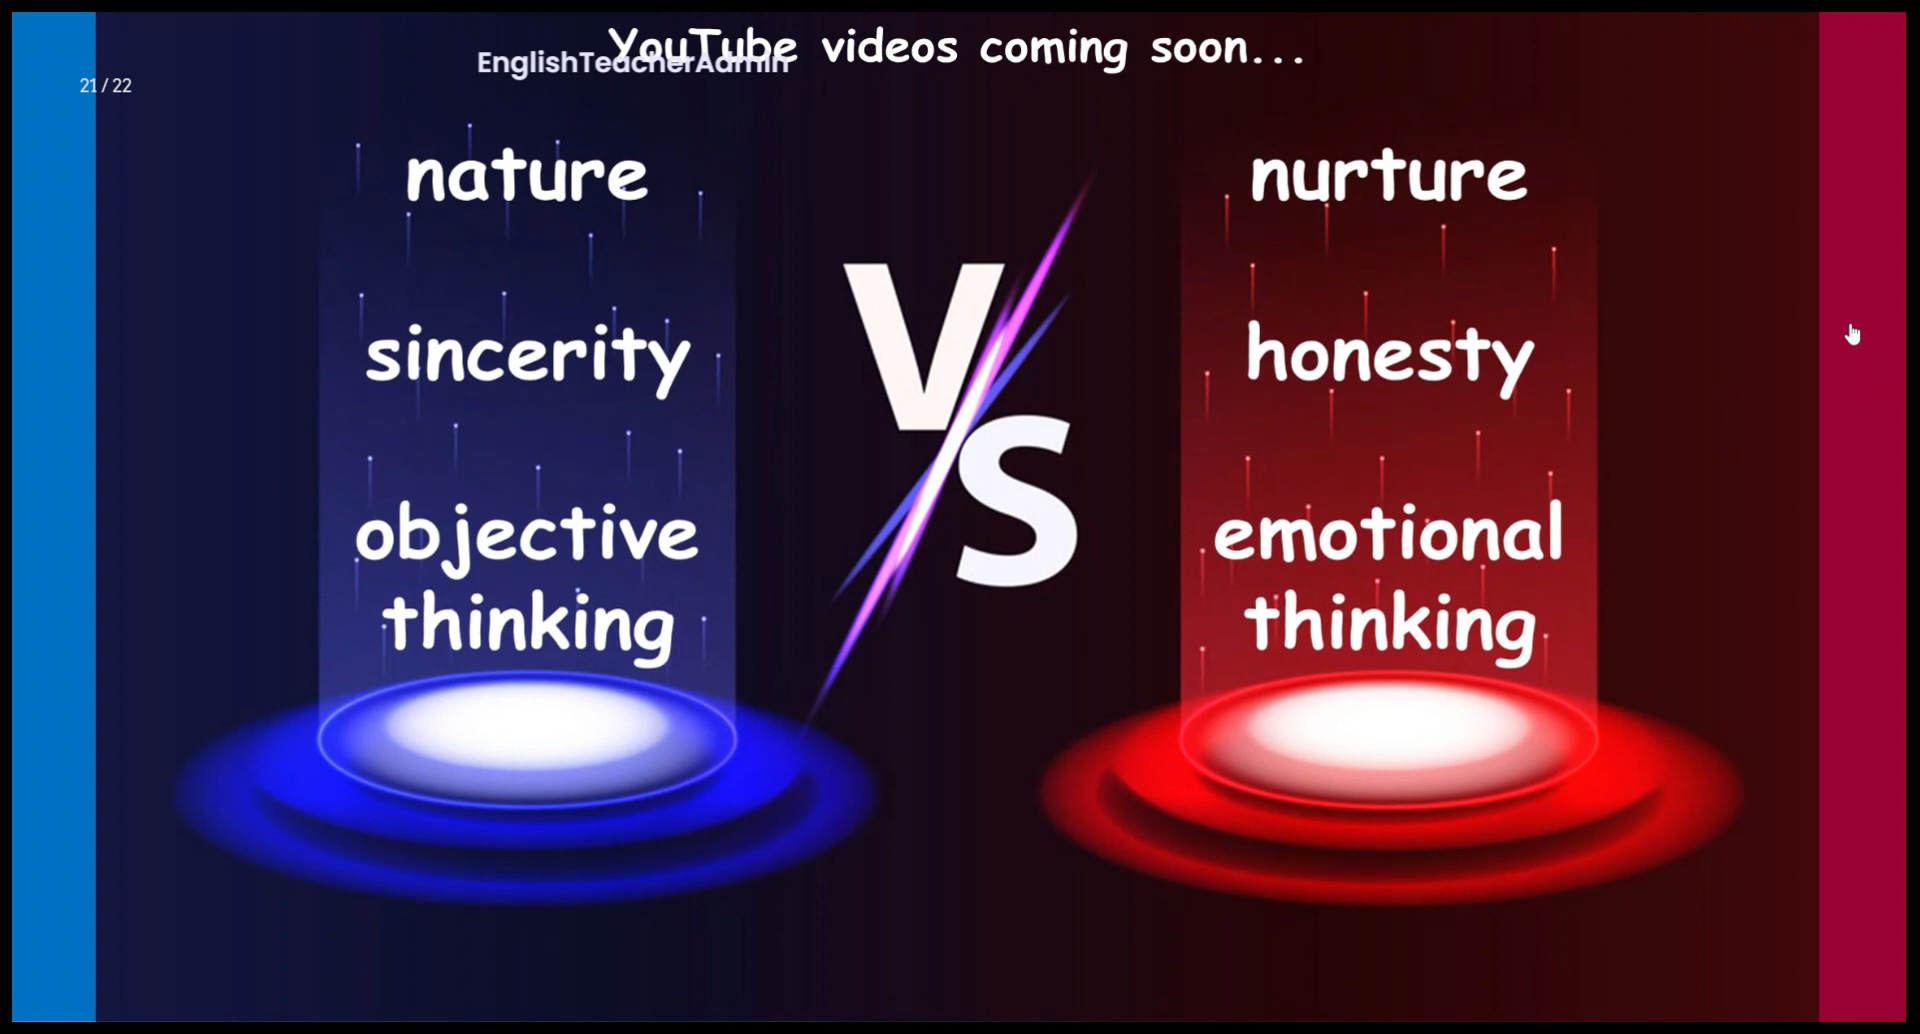 YouTube videos coming soon...
EnglishTeacherAdmin
21 / 22
nature
nurture
VS
sincerity
honesty
objective
thinking
emotional
thinking